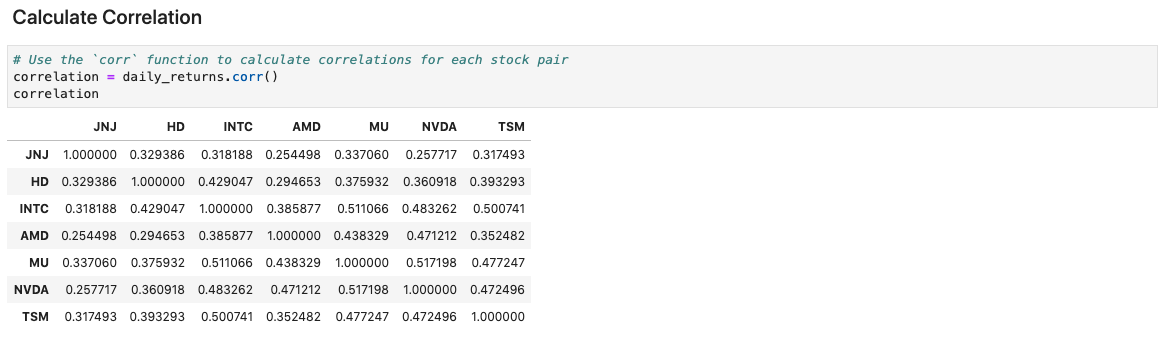 Calculate Correlation
# Use the `corr` function to calculate correlations for each stock pair
correlation = daily_returns.corr()
correlation
JNJ HD INTC AMD MU NVDA TSM
JNJ 1.000000 0.329386 0.318188 0.254498 0.337060 0.257717 0.317493
HD 0.329386 1.000000 0.429047 0.294653 0.375932 0.360918 0.393293
INTC 0.318188 0.429047 1.000000 0.385877 0.511066 0.483262 0.500741
AMD 0.254498 0.294653 0.385877 1.000000 0.438329 0.471212 0.352482
MU 0.337060 0.375932 0.511066 0.438329 1.000000 0.517198 0.477247
NVDA 0.257717 0.360918 0.483262 0.471212 0.517198 1.000000 0.472496
TSM 0.317493 0.393293 0.500741 0.352482 0.477247 0.472496 1.000000